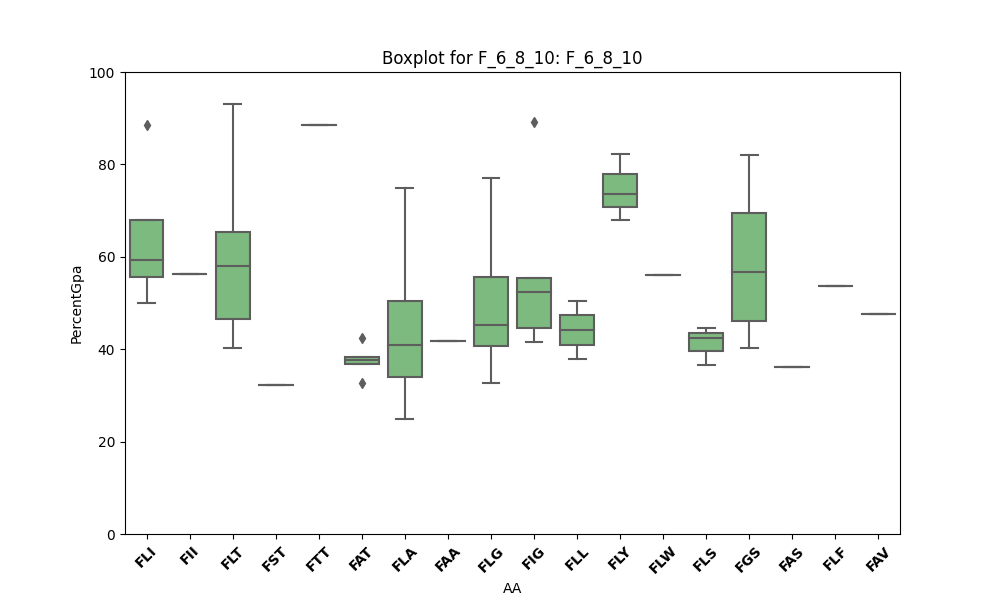 Boxplot for F_6_8_10: F_6_8_10
100
80
60
40
20
0
PercentGpa
FLI FII FLT FST FTT FAT FLA FAA FLG FIG FLL FLY FLW FLS FGS FAS FLF FAV
AA